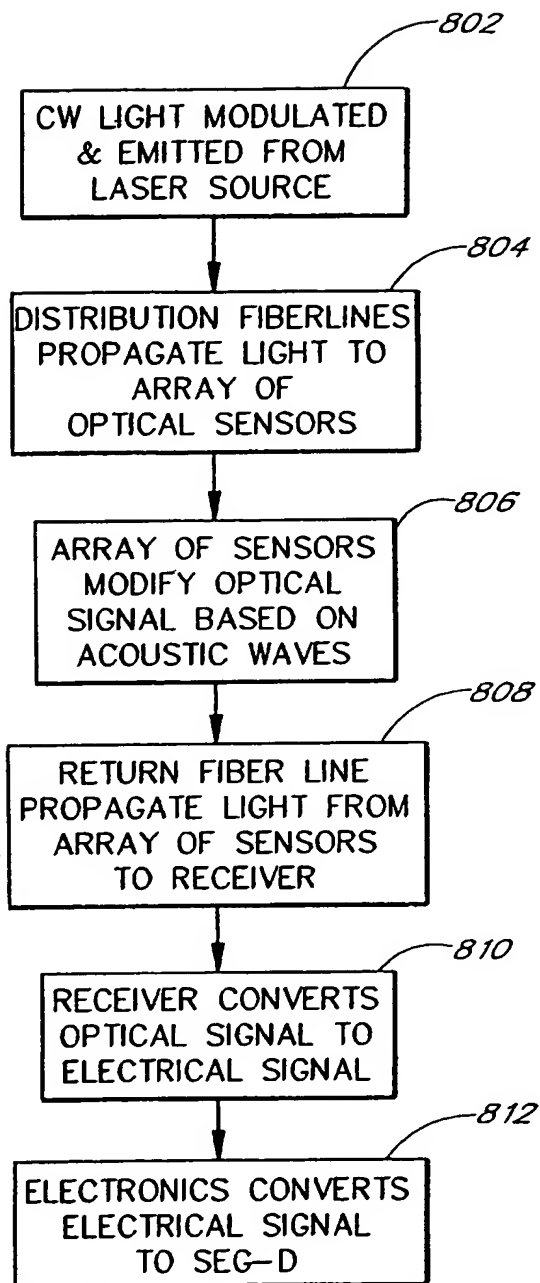 802
CW LIGHT MODULATED
& EMITTED FROM
LASER SOURCE
804
DISTRIBUTION FIBERLINES
PROPAGATE LIGHT TO
ARRAY OF
OPTICAL SENSORS
806
ARRAY OF SENSORS
MODIFY OPTICAL
SIGNAL BASED ON
ACOUSTIC WAVES
808
RETURN FIBER LINE
PROPAGATE LIGHT FROM
ARRAY OF SENSORS
TO RECEIVER
810
RECEIVER CONVERTS
OPTICAL SIGNAL TO
ELECTRICAL SIGNAL
812
ELECTRONICS CONVERTS
ELECTRICAL SIGNAL
TO SEG-D